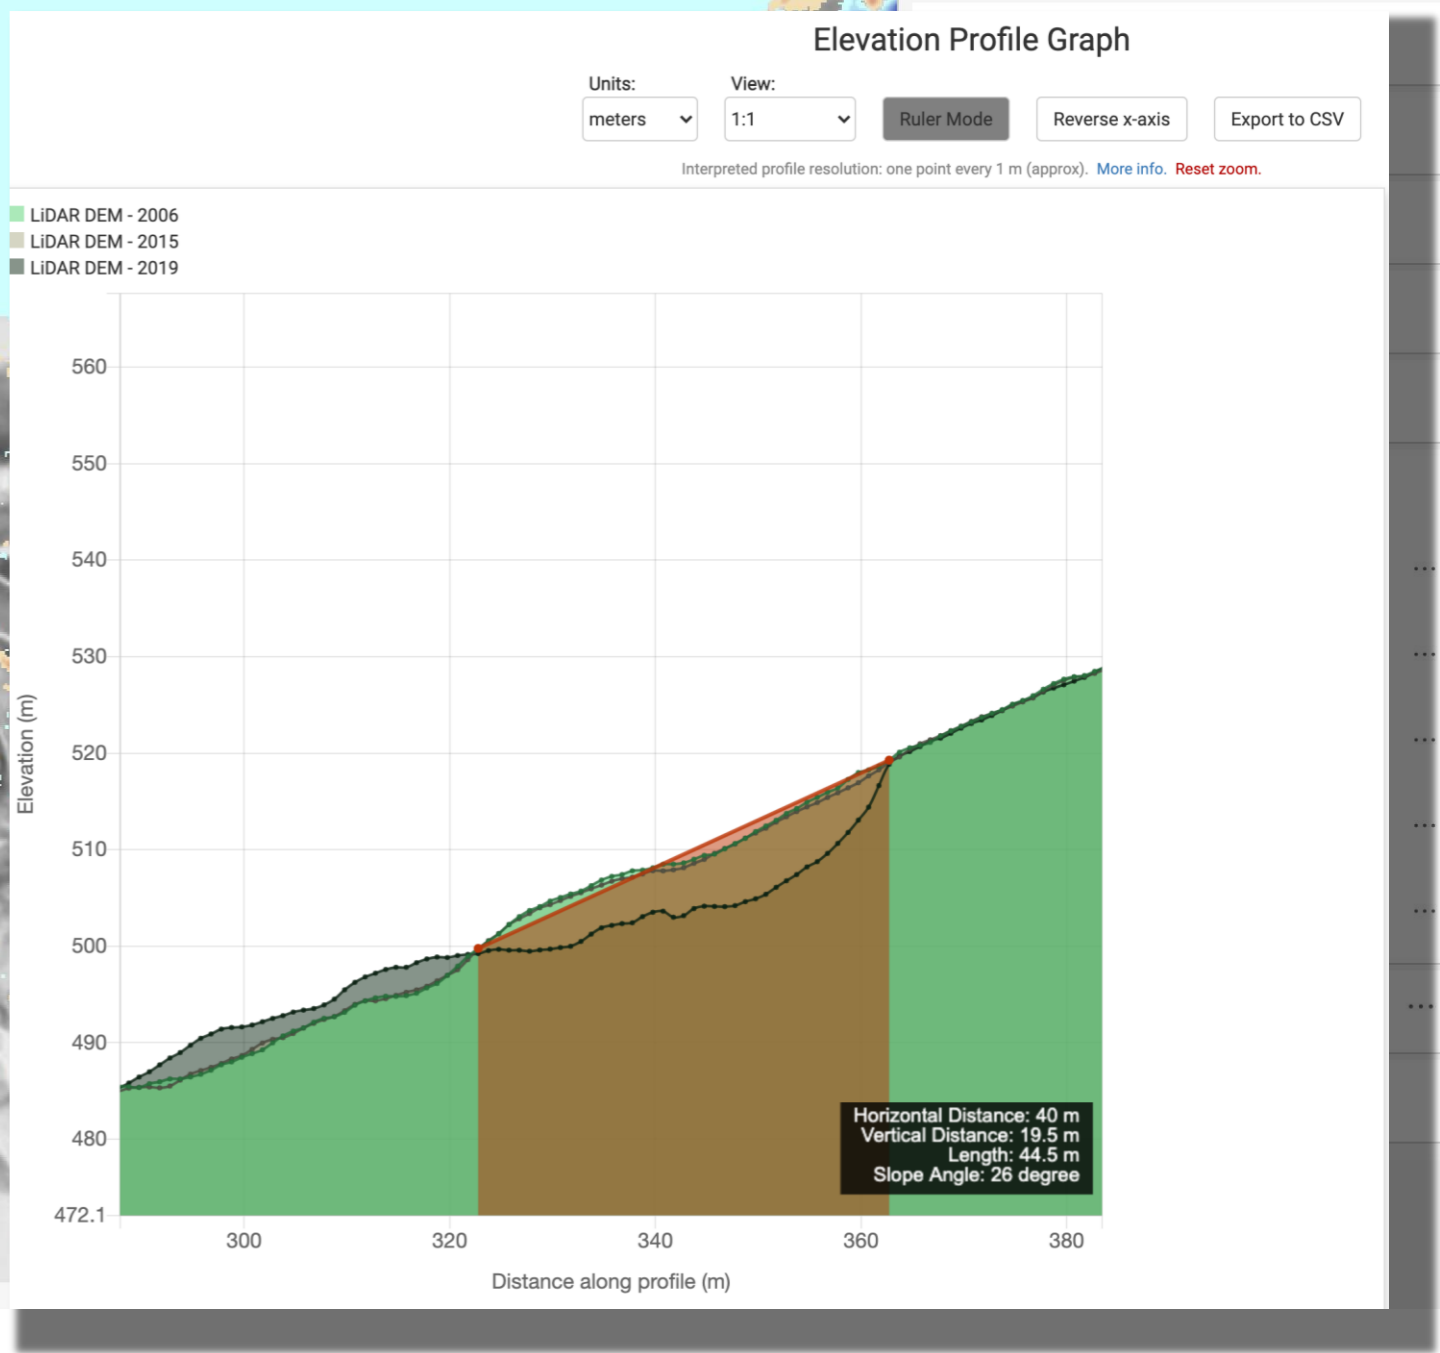 Elevation Profile Graph
Units: View:
meters 1:1 Ruler Mode Reverse x-axis Export to CSV
Interpreted profile resolution: one point every 1 m (approx). More info. Reset zoom.
LiDAR DEM - 2006
LiDAR DEM - 2015
LiDAR DEM - 2019
560
550
540
530
520
510
500
490
480
472.1
Elevation (m)
Horizontal Distance: 40 m
Vertical Distance: 19.5 m
Length: 44.5 m
Slope Angle: 26 degree
300 320 340 360 380
Distance along profile (m)